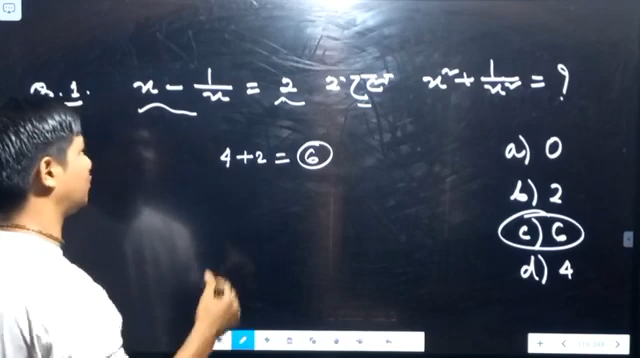 Q.1. x - 1/x = 2 হলে x² + 1/x² = ?
4 + 2 = 6
a) 0
b) 2
c) 6
d) 4